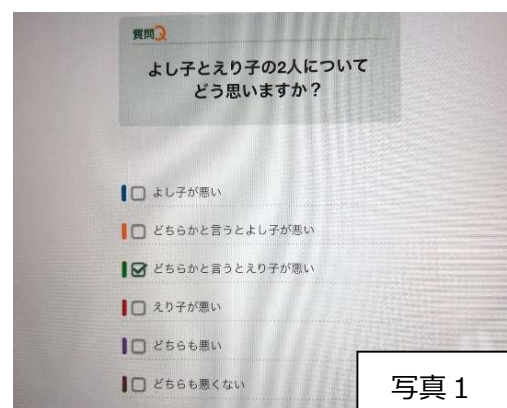 質問Q
よし子とえり子の2人について
どう思いますか？
よし子が悪い
どちらかと言うとよし子が悪い
どちらかと言うとえり子が悪い
えり子が悪い
どちらも悪い
どちらも悪くない
写真１